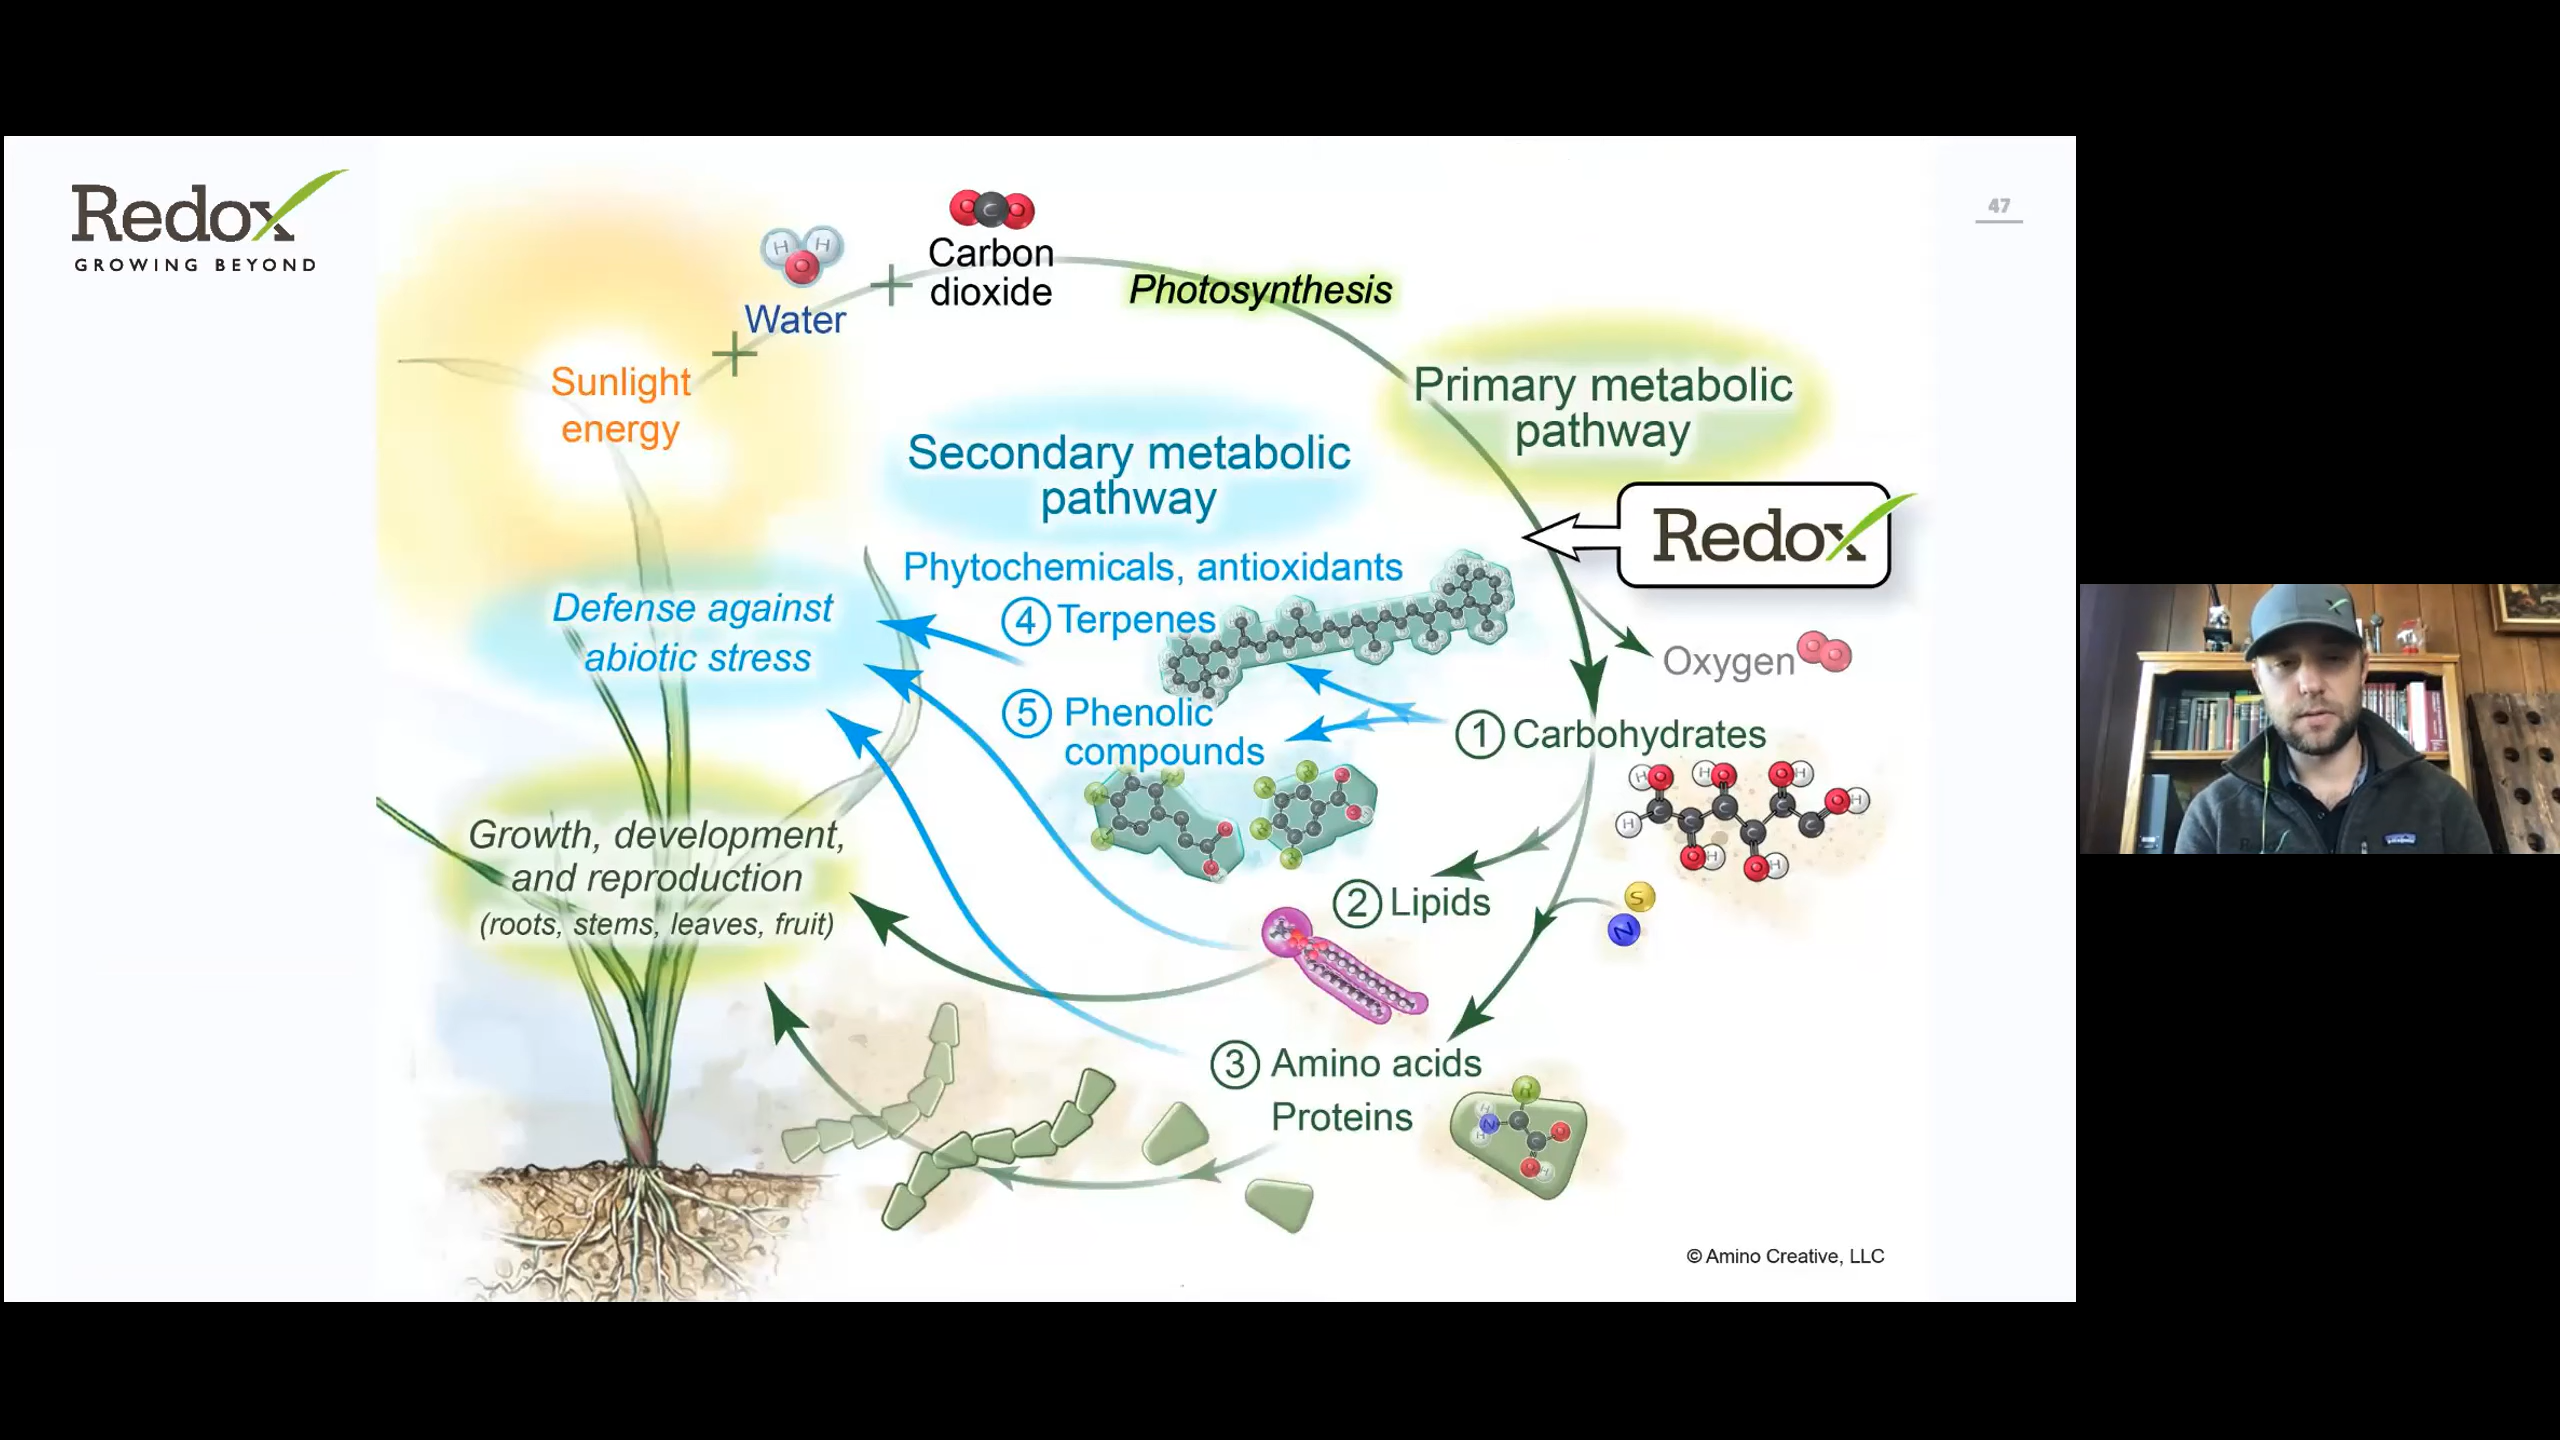 Redox
GROWING BEYOND
47
Sunlight
energy
+
Water
H H
O
+
O C O
Carbon
dioxide
Photosynthesis
Primary metabolic
pathway
Redox
Secondary metabolic
pathway
Phytochemicals, antioxidants
4 Terpenes
5 Phenolic
compounds
Defense against
abiotic stress
Oxygen
1 Carbohydrates
Growth, development,
and reproduction
(roots, stems, leaves, fruit)
2 Lipids
S
N
3 Amino acids
Proteins
© Amino Creative, LLC